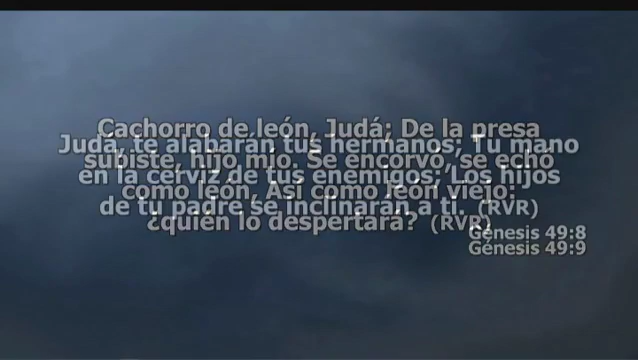 Cachorro de león, Judá; De la presa
Judá, te alabarán tus hermanos; Tu mano
subiste, hijo mío. Se encorvó, se echó
en la cerviz de tus enemigos; Los hijos
como león, Así como león viejo:
de tu padre se inclinarán a ti. (RVR)
¿quién lo despertará? (RVR)
Génesis 49:8
Génesis 49:9